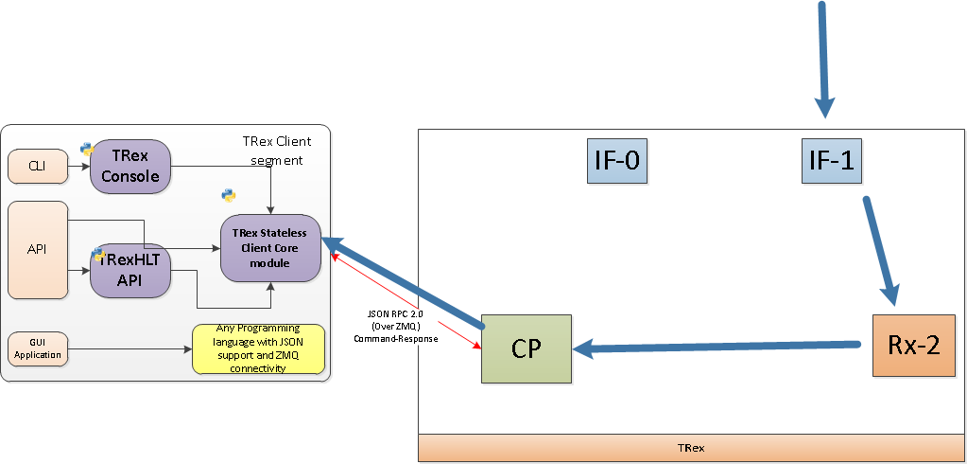 TRex Client
segment
CLI
TRex
Console
API
TRexHLT
API
TRex Stateless
Client Core
module
GUI
Application
Any Programming
language with JSON
support and ZMQ
connectivity
JSON RPC 2.0
(Over ZMQ)
Command-Response
IF-0
IF-1
CP
Rx-2
TRex